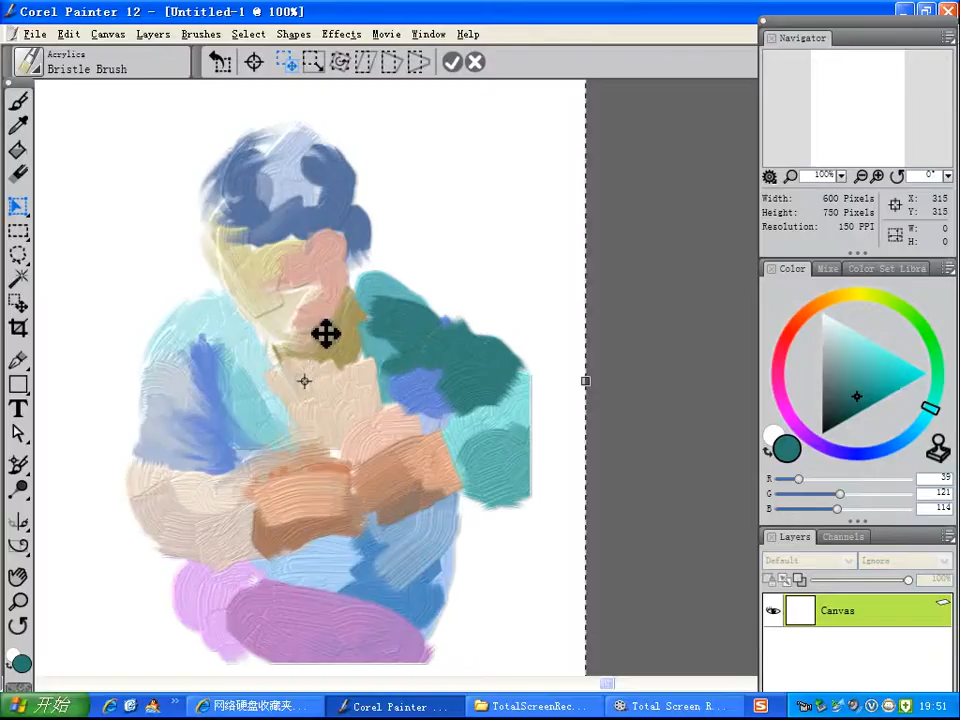 Corel Painter 12 - [Untitled-1 @ 100%]
File Edit Canvas Layers Brushes Select Shapes Effects Movie Window Help
Acrylics
Bristle Brush
Navigator
100% 0°
Width: 600 Pixels X: 315
Height: 750 Pixels Y: 315
Resolution: 150 PPI W: 0
H: 0
Color Mixe Color Set Libra
R 39
G 121
B 114
Layers Channels
Default Ignore
100%
Canvas
T
开始 网络硬盘收藏夹... Corel Painter ... TotalScreenRec... Total Screen R... S 19:51